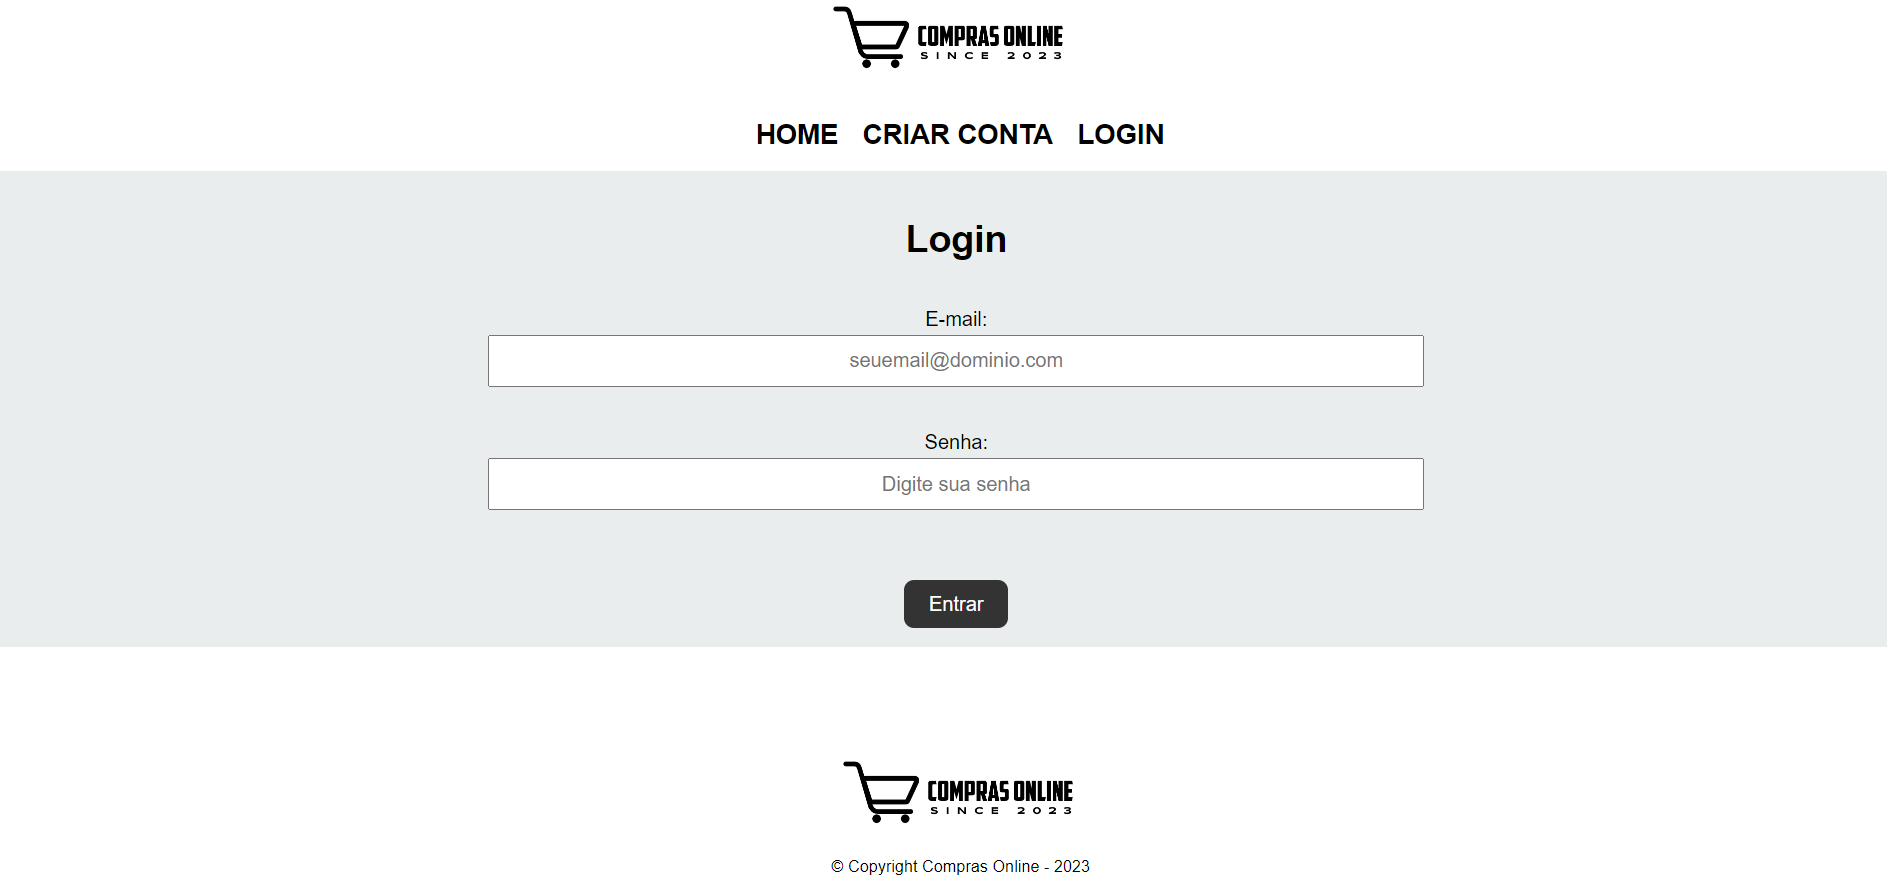 COMPRAS ONLINE
SINCE 2023
HOME CRIAR CONTA LOGIN
Login
E-mail:
seuemail@dominio.com
Senha:
Digite sua senha
Entrar
COMPRAS ONLINE
SINCE 2023
© Copyright Compras Online - 2023